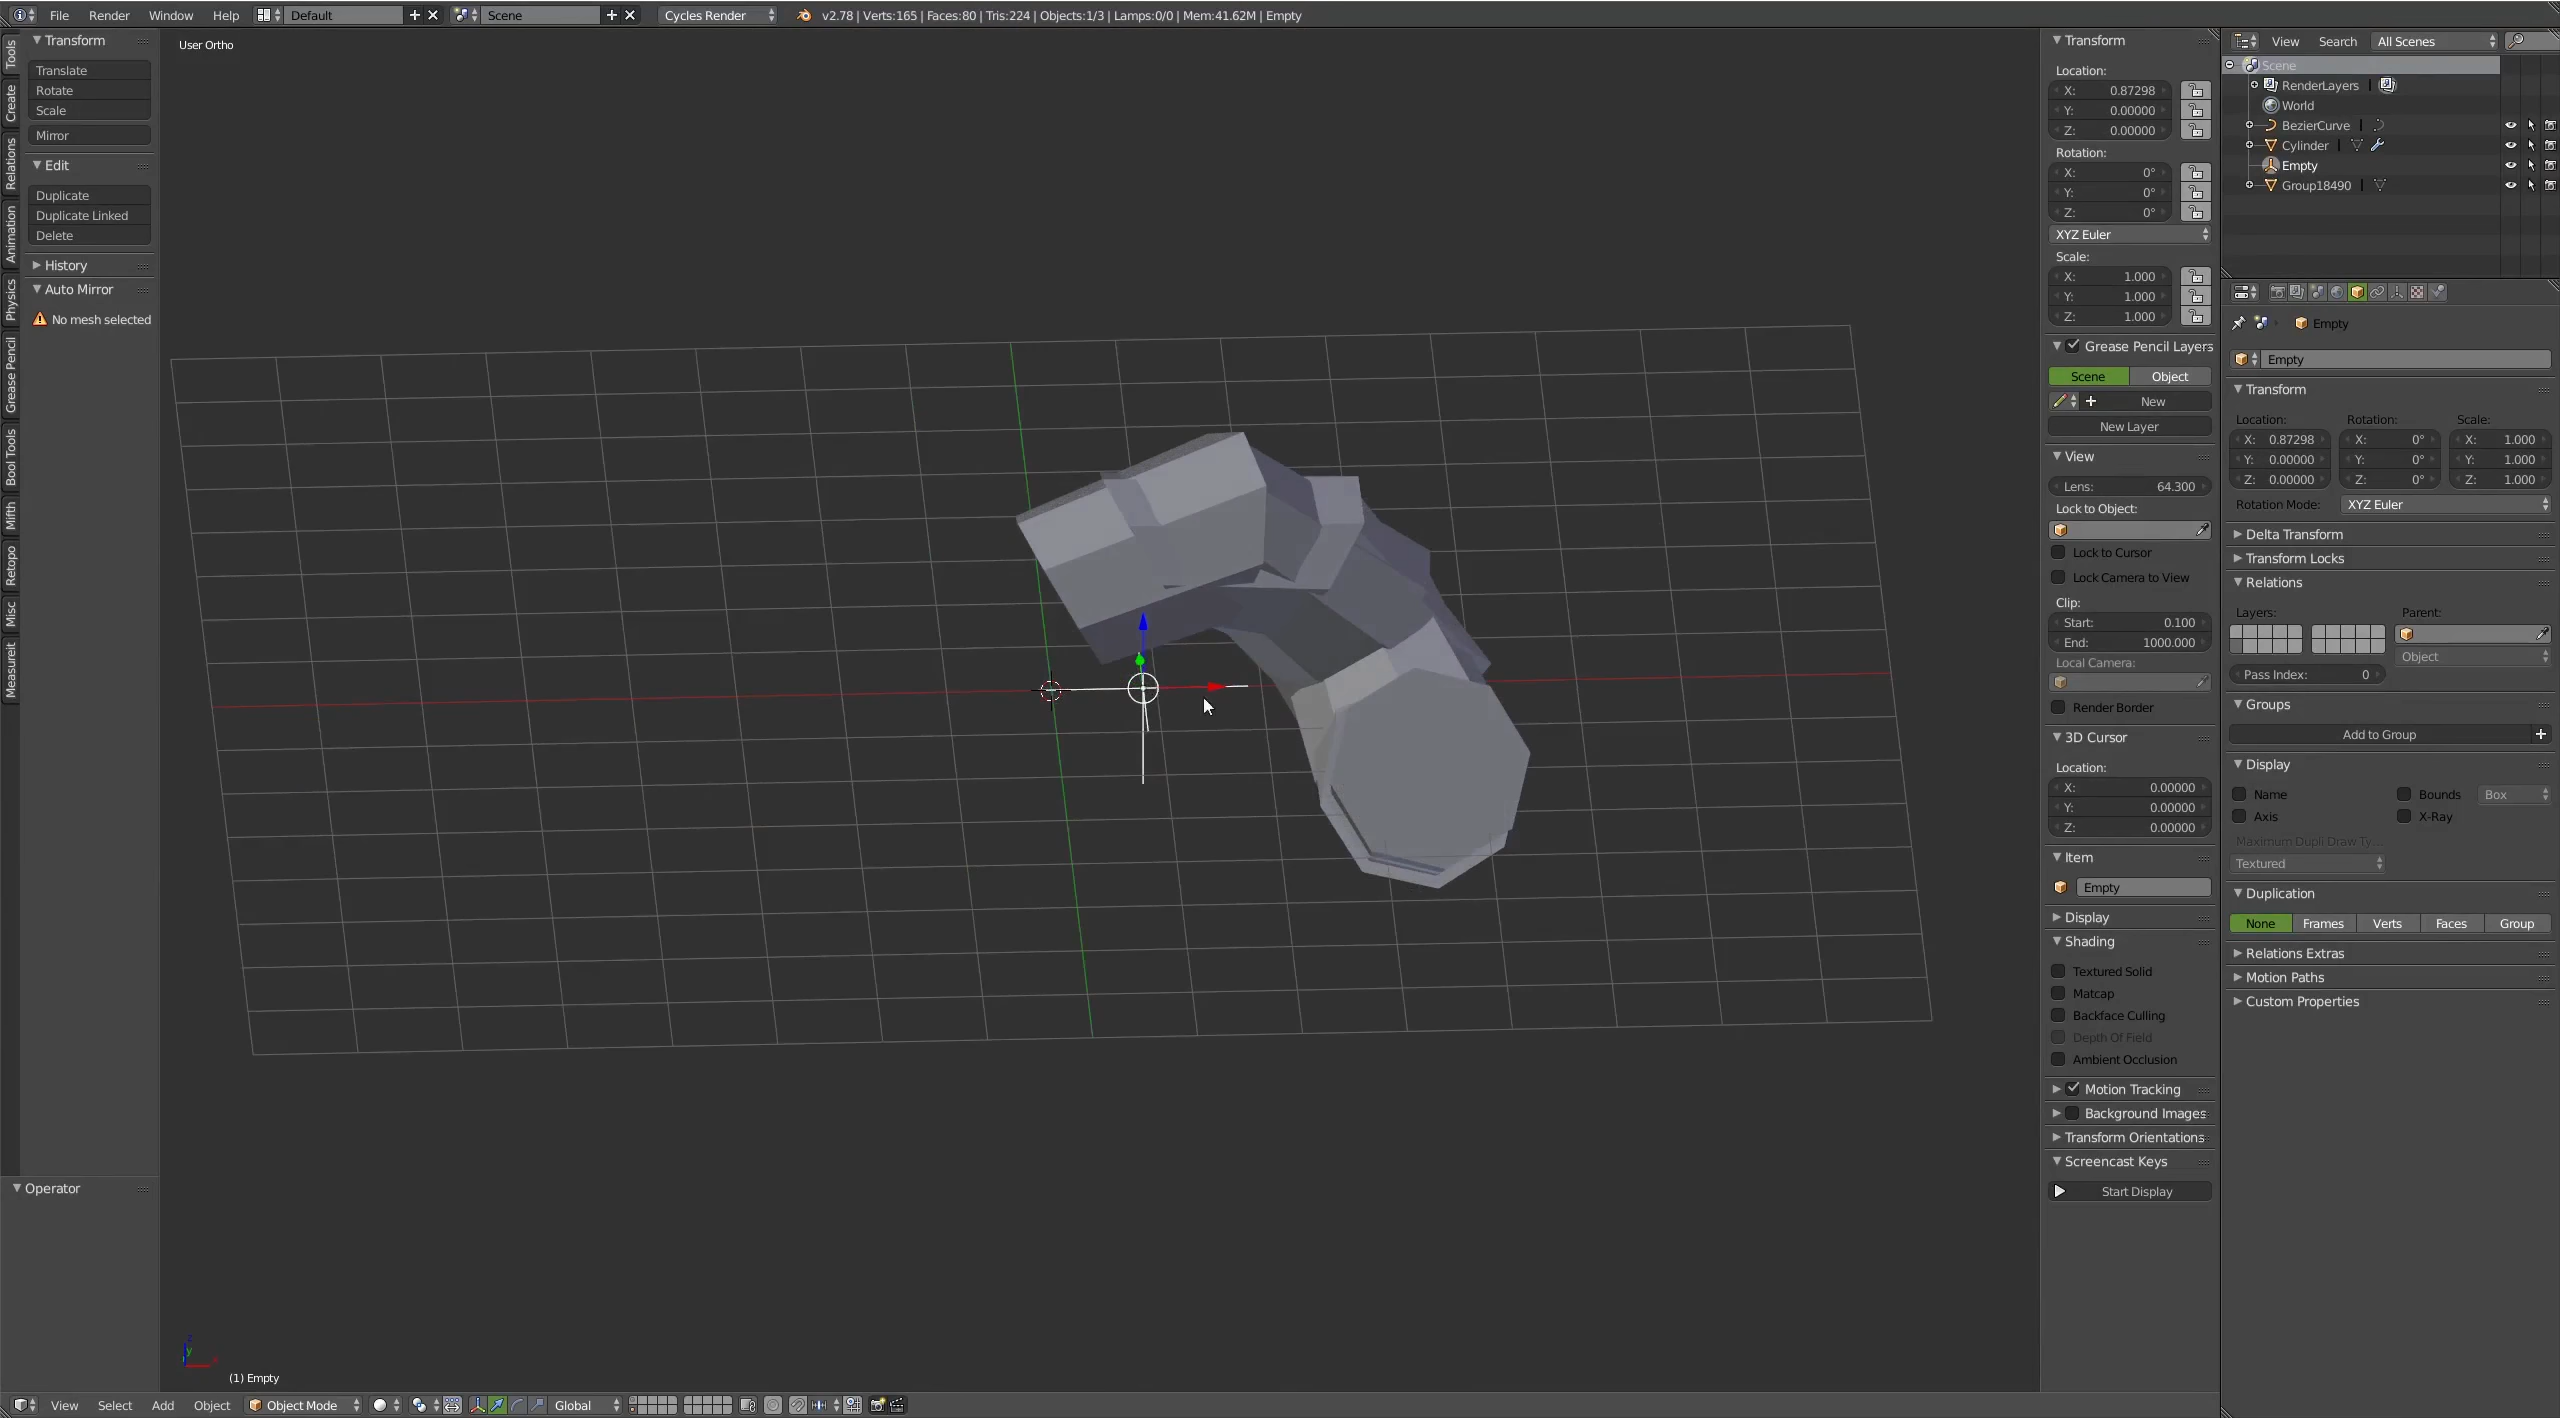 File Render Window Help Default Scene Cycles Render v2.78 | Verts:165 | Faces:80 | Tris:224 | Objects:1/3 | Lamps:0/0 | Mem:41.62M | Empty
Tools
Create
Relations
Animation
Physics
Grease Pencil
Bool Tools
Mifth
Retopo
Misc
Measureit
Transform
Translate
Rotate
Scale
Mirror
Edit
Duplicate
Duplicate Linked
Delete
History
Auto Mirror
No mesh selected
Operator
User Ortho
(1) Empty
z
y
x
View Select Add Object Object Mode Global
Transform
Location:
X: 0.87298
Y: 0.00000
Z: 0.00000
Rotation:
X: 0°
Y: 0°
Z: 0°
XYZ Euler
Scale:
X: 1.000
Y: 1.000
Z: 1.000
Grease Pencil Layers
Scene Object
New
New Layer
View
Lens: 64.300
Lock to Object:
Lock to Cursor
Lock Camera to View
Clip:
Start: 0.100
End: 1000.000
Local Camera:
Render Border
3D Cursor
Location:
X: 0.00000
Y: 0.00000
Z: 0.00000
Item
Empty
Display
Shading
Textured Solid
Matcap
Backface Culling
Depth Of Field
Ambient Occlusion
Motion Tracking
Background Images
Transform Orientations
Screencast Keys
Start Display
View Search All Scenes
Scene
RenderLayers
World
BezierCurve
Cylinder
Empty
Group18490
Empty
Empty
Transform
Location: Rotation: Scale:
X: 0.87298 X: 0° X: 1.000
Y: 0.00000 Y: 0° Y: 1.000
Z: 0.00000 Z: 0° Z: 1.000
Rotation Mode: XYZ Euler
Delta Transform
Transform Locks
Relations
Layers: Parent:
Object
Pass Index: 0
Groups
Add to Group
Display
Name Bounds Box
Axis X-Ray
Maximum Dupli Draw Ty...
Textured
Duplication
None Frames Verts Faces Group
Relations Extras
Motion Paths
Custom Properties